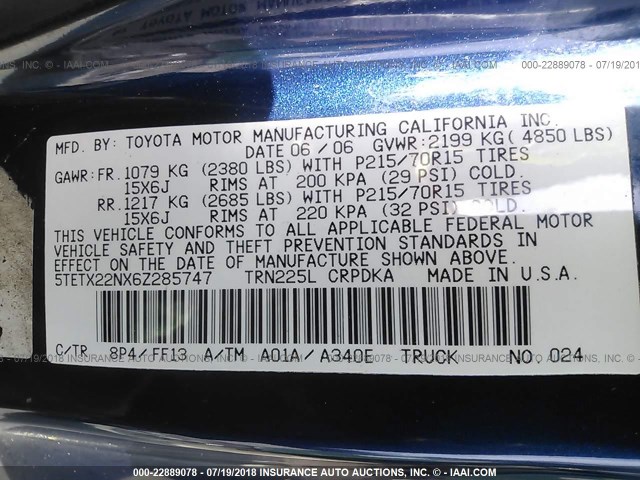 000-22889078 - 07/19/2018
MFD. BY: TOYOTA MOTOR MANUFACTURING CALIFORNIA INC.
DATE 06 / 06 GVWR:2199 KG( 4850 LBS)
GAWR:FR.1079 KG (2380 LBS) WITH P215/70R15 TIRES
15X6J RIMS AT 200 KPA (29 PSI) COLD.
RR.1217 KG (2685 LBS) WITH P215/70R15 TIRES
15X6J RIMS AT 220 KPA (32 PSI) COLD.
THIS VEHICLE CONFORMS TO ALL APPLICABLE FEDERAL MOTOR
VEHICLE SAFETY AND THEFT PREVENTION STANDARDS IN
EFFECT ON THE DATE OF MANUFACTURE SHOWN ABOVE.
5TETX22NX6Z285747 TRN225L CRPDKA MADE IN U.S.A.
C/TR 8P4/FF13 A/TM A01A/A340E TRUCK NO 024
000-22889078 - 07/19/2018 INSURANCE AUTO AUCTIONS, INC. - © IAAI.COM